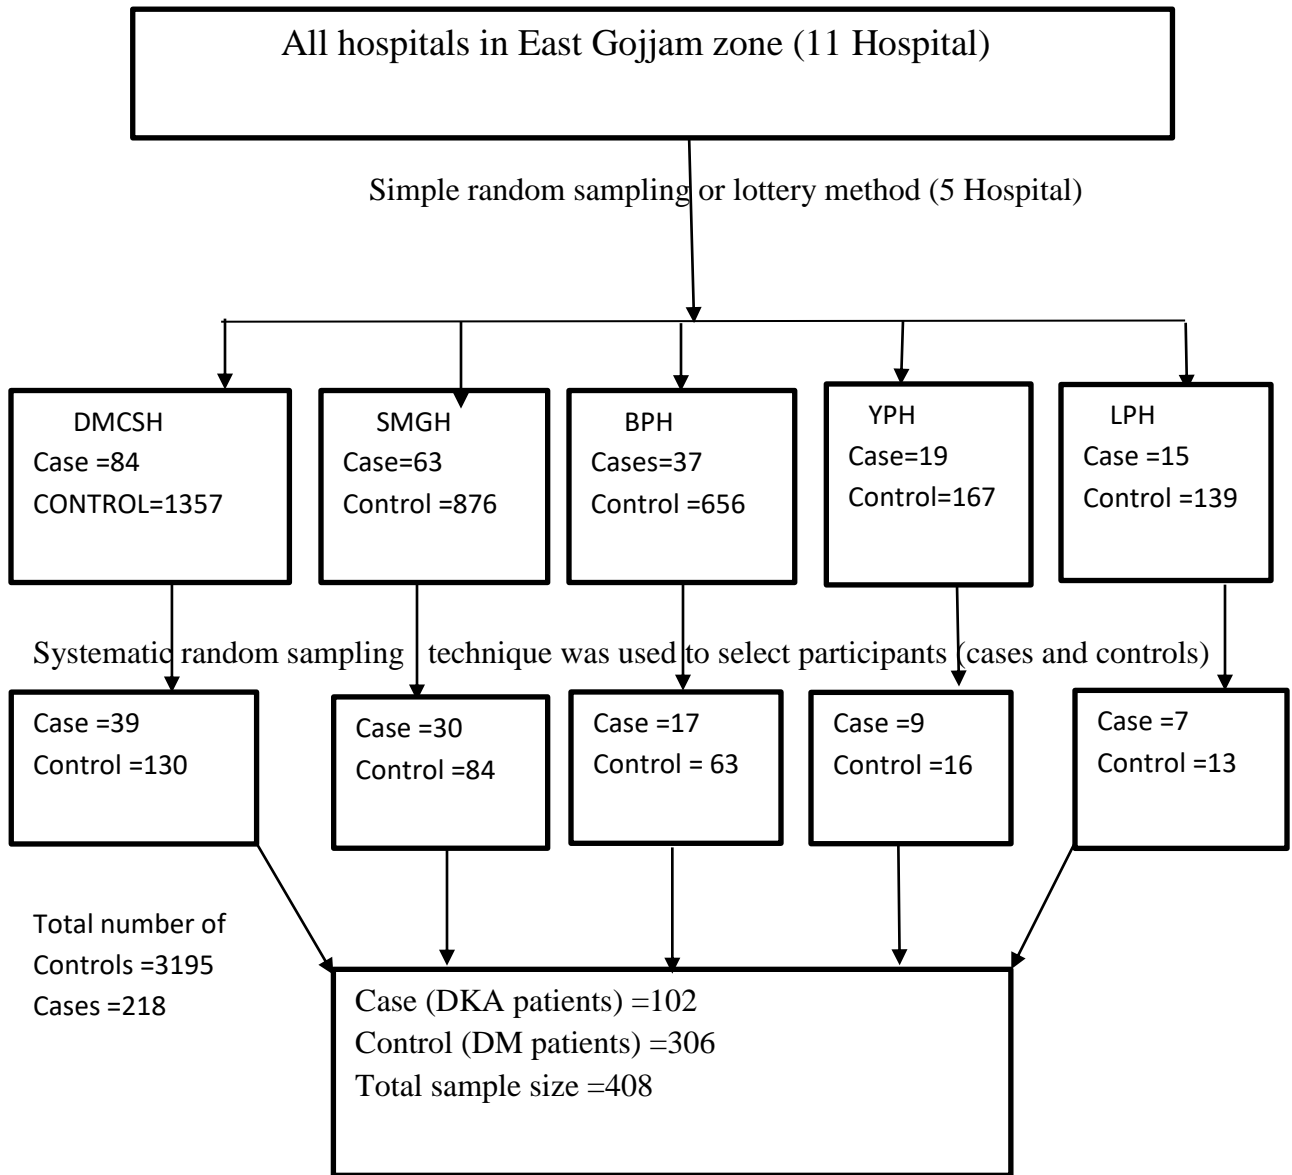 All hospitals in East Gojjam zone (11 Hospital)
Simple random sampling or lottery method (5 Hospital)
DMCSH
Case =84
CONTROL=1357
SMGH
Case=63
Control =876
BPH
Cases=37
Control =656
YPH
Case=19
Control=167
LPH
Case =15
Control =139
Systematic random sampling technique was used to select participants (cases and controls)
Case =39
Control =130
Case =30
Control =84
Case =17
Control = 63
Case =9
Control =16
Case =7
Control =13
Total number of
Controls =3195
Cases =218
Case (DKA patients) =102
Control (DM patients) =306
Total sample size =408